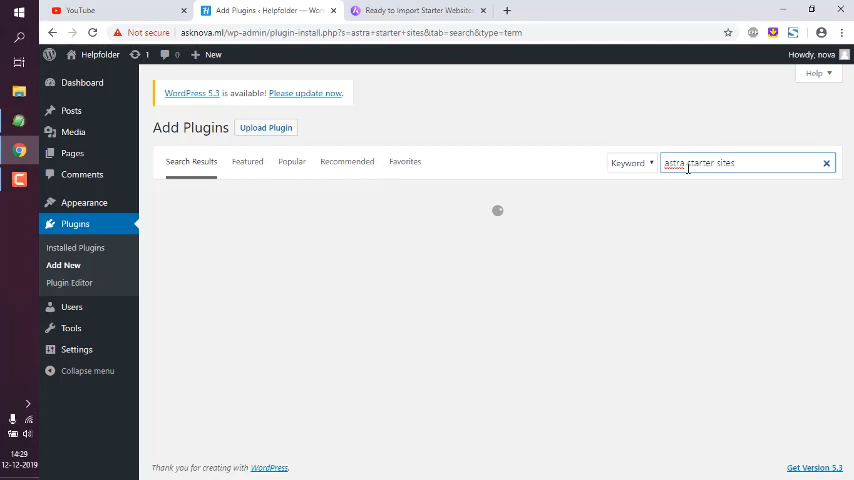 YouTube
Add Plugins ‹ Helpfolder — Wor
Ready to Import Starter Website
Not secure
asknova.ml/wp-admin/plugin-install.php?s=astra+starter+sites&tab=search&type=term
Helpfolder
1
0
New
Howdy, nova
Help
Dashboard
Posts
Media
Pages
Comments
Appearance
Plugins
Installed Plugins
Add New
Plugin Editor
Users
Tools
Settings
Collapse menu
WordPress 5.3 is available! Please update now.
Add Plugins
Upload Plugin
Search Results Featured Popular Recommended Favorites
Keyword
astra starter sites
Thank you for creating with WordPress.
Get Version 5.3
14:29
12-12-2019